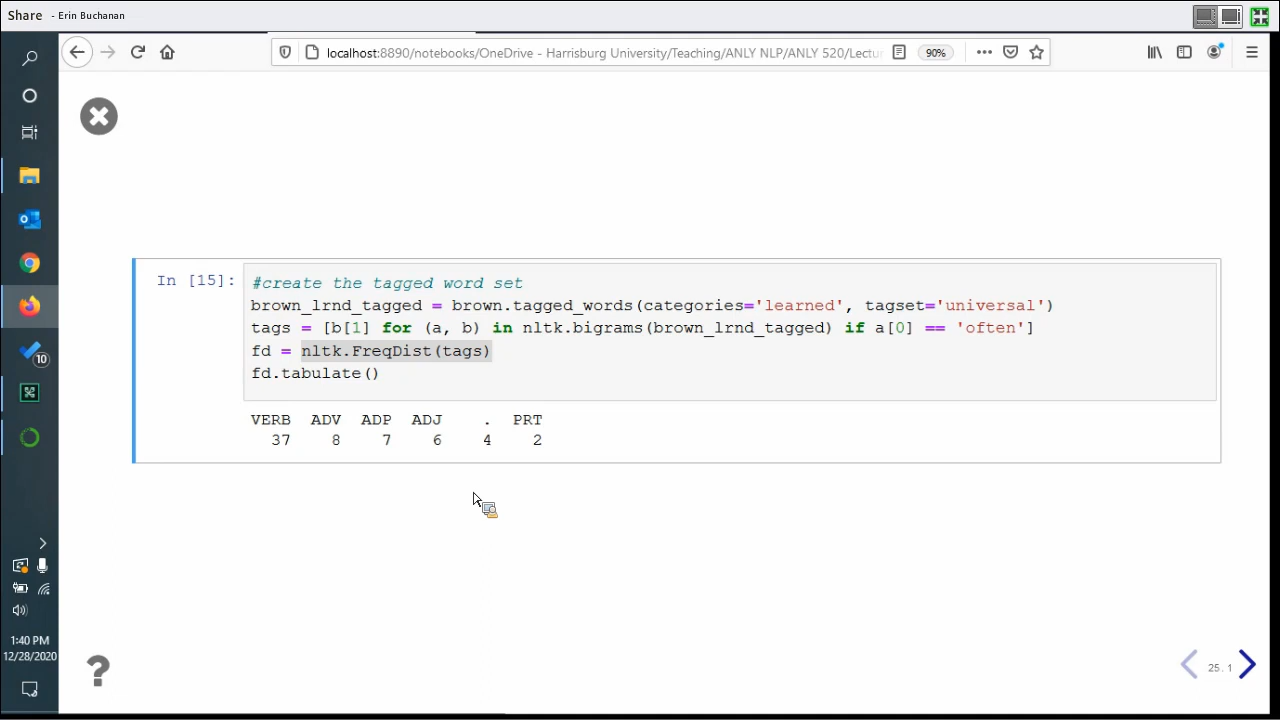 Share - Erin Buchanan
localhost:8890/notebooks/OneDrive - Harrisburg University/Teaching/ANLY NLP/ANLY 520/Lectu
90%
In [15]:
#create the tagged word set
brown_lrnd_tagged = brown.tagged_words(categories='learned', tagset='universal')
tags = [b[1] for (a, b) in nltk.bigrams(brown_lrnd_tagged) if a[0] == 'often']
fd = nltk.FreqDist(tags)
fd.tabulate()
VERB ADV ADP ADJ . PRT
37 8 7 6 4 2
10
1:40 PM
12/28/2020
?
25.1